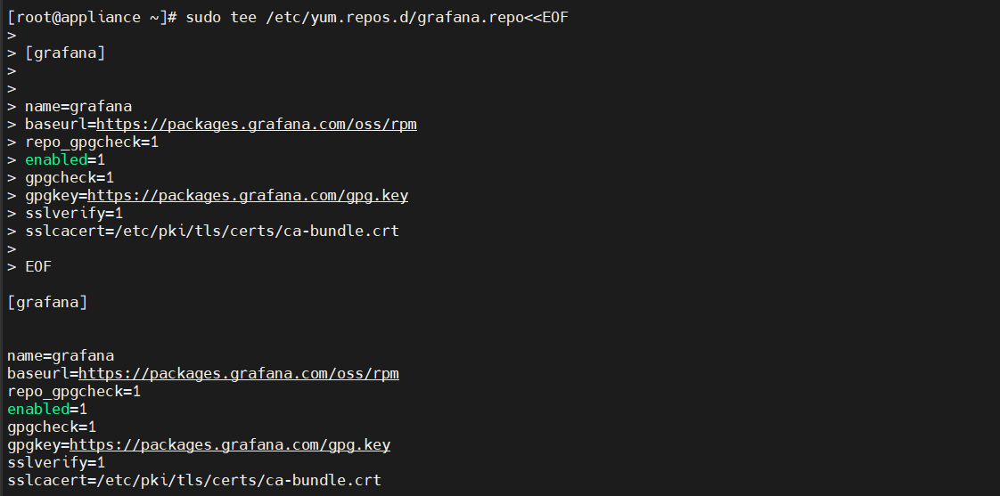 [root@appliance ~]# sudo tee /etc/yum.repos.d/grafana.repo<<EOF
>
> [grafana]
>
>
> name=grafana
> baseurl=https://packages.grafana.com/oss/rpm
> repo_gpgcheck=1
> enabled=1
> gpgcheck=1
> gpgkey=https://packages.grafana.com/gpg.key
> sslverify=1
> sslcacert=/etc/pki/tls/certs/ca-bundle.crt
>
> EOF

[grafana]


name=grafana
baseurl=https://packages.grafana.com/oss/rpm
repo_gpgcheck=1
enabled=1
gpgcheck=1
gpgkey=https://packages.grafana.com/gpg.key
sslverify=1
sslcacert=/etc/pki/tls/certs/ca-bundle.crt